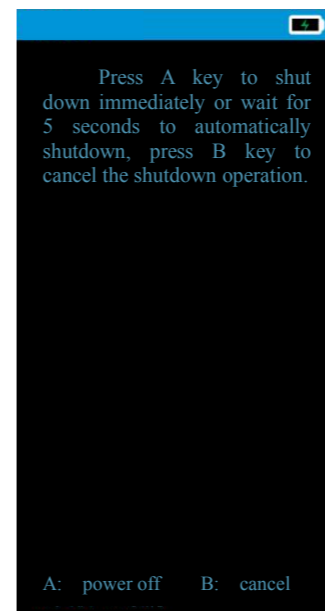 Press A key to shut
down immediately or wait for
5 seconds to automatically
shutdown, press B key to
cancel the shutdown operation.
A: power off B: cancel